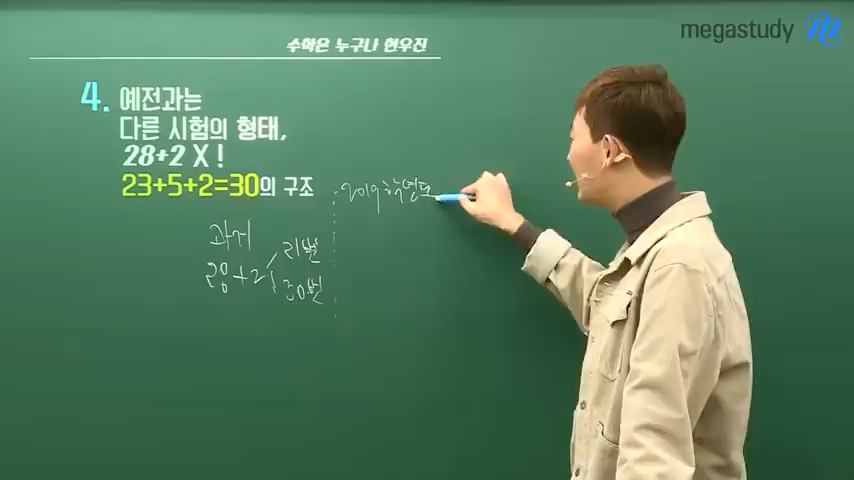 megastudy
수학은 누구나 현우진
4. 예전과는
다른 시험의 형태,
28+2 X !
23+5+2=30의 구조
2019학년도
과거
28+2
21번
30번